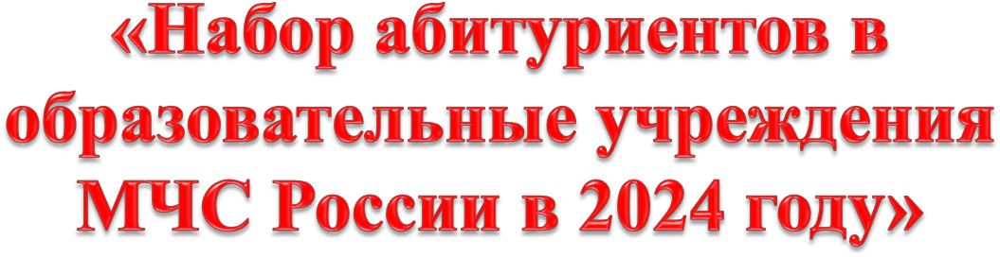 «Набор абитуриентов в
образовательные учреждения
МЧС России в 2024 году»